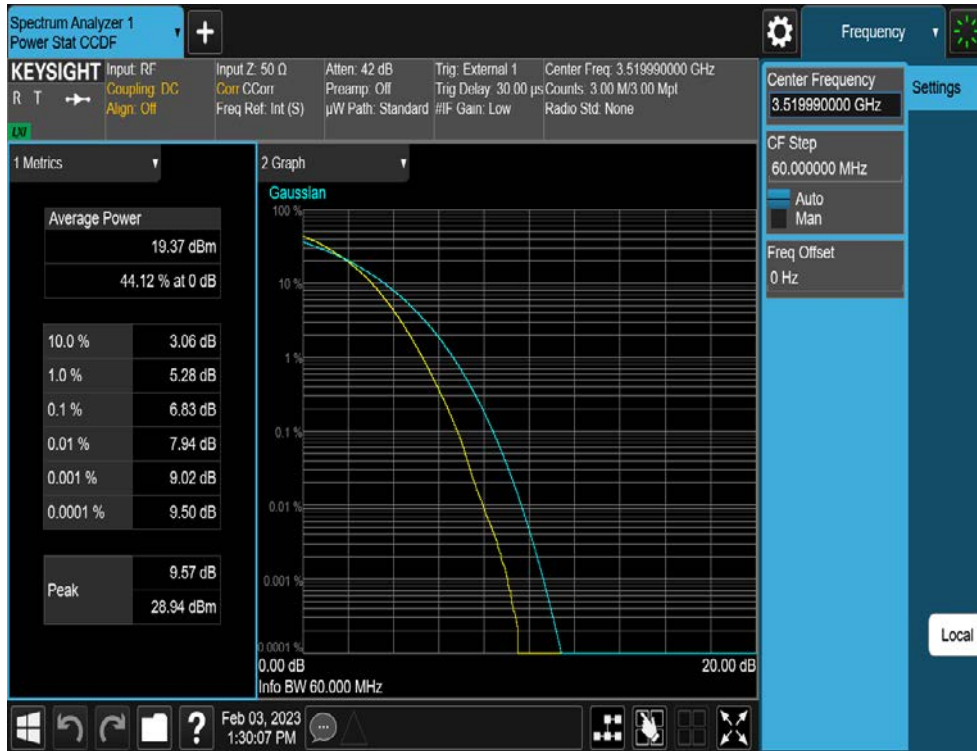 Spectrum Analyzer 1
Power Stat CCDF
+
Frequency
KEYSIGHT
R T
LXI
Input: RF
Coupling: DC
Align: Off
Input Z: 50 Ω
Corr CCorr
Freq Ref: Int (S)
Atten: 42 dB
Preamp: Off
µW Path: Standard
Trig: External 1
Trig Delay: 30.00 µs
#IF Gain: Low
Center Freq: 3.519990000 GHz
Counts: 3.00 M/3.00 Mpt
Radio Std: None
Center Frequency
3.519990000 GHz
Settings
CF Step
60.000000 MHz
Auto
Man
Freq Offset
0 Hz
Local
1 Metrics
Average Power
19.37 dBm
44.12 % at 0 dB
10.0 % 3.06 dB
1.0 % 5.28 dB
0.1 % 6.83 dB
0.01 % 7.94 dB
0.001 % 9.02 dB
0.0001 % 9.50 dB
Peak
9.57 dB
28.94 dBm
2 Graph
Gaussian
100 %
10 %
1 %
0.1 %
0.01 %
0.001 %
0.0001 %
0.00 dB 20.00 dB
Info BW 60.000 MHz
?
Feb 03, 2023
1:30:07 PM